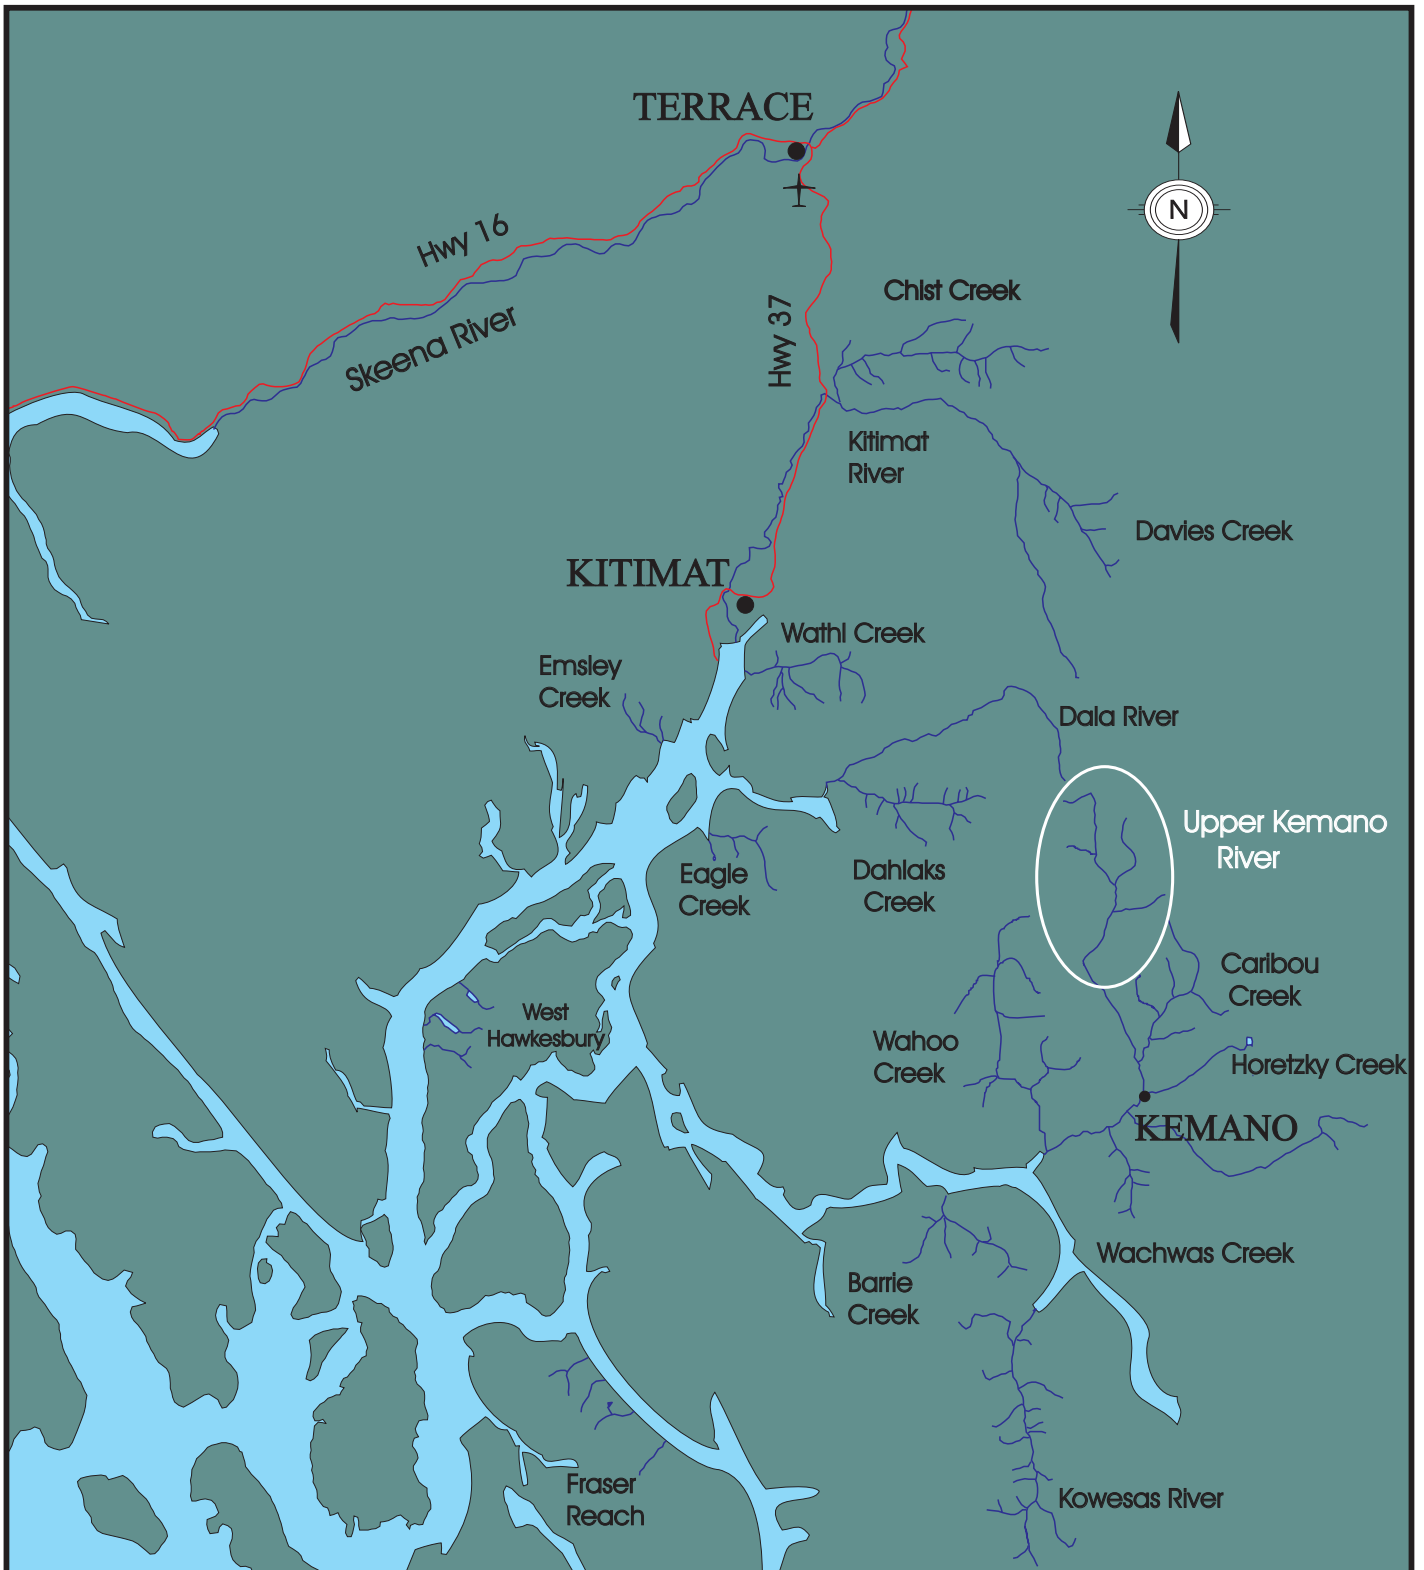 TERRACE
N
Hwy 16
Chist Creek
Skeena River
Hwy 37
Kitimat
River
Davies Creek
KITIMAT
Wathl Creek
Emsley
Creek
Dala River
Upper Kemano
River
Eagle
Creek
Dahlaks
Creek
Caribou
Creek
West
Hawkesbury
Wahoo
Creek
Horetzky Creek
KEMANO
Wachwas Creek
Barrie
Creek
Fraser
Reach
Kowesas River